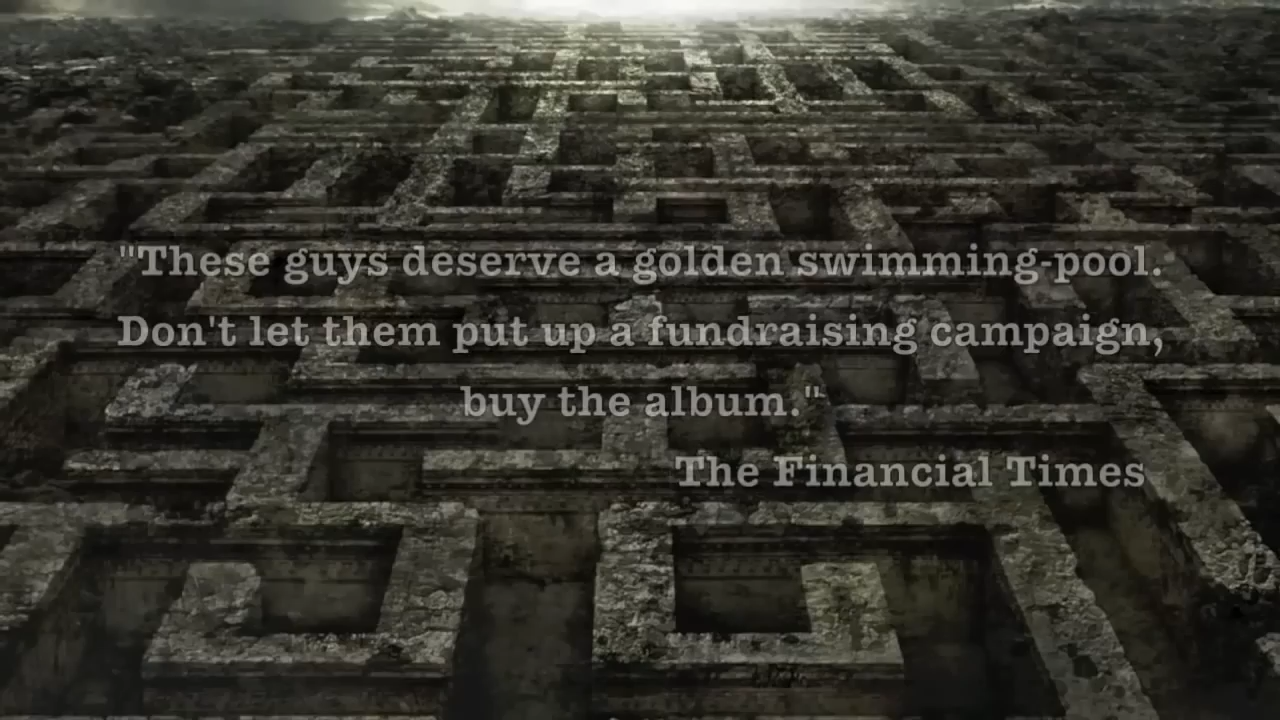 "These guys deserve a golden swimming-pool.
Don't let them put up a fundraising campaign,
buy the album."
The Financial Times